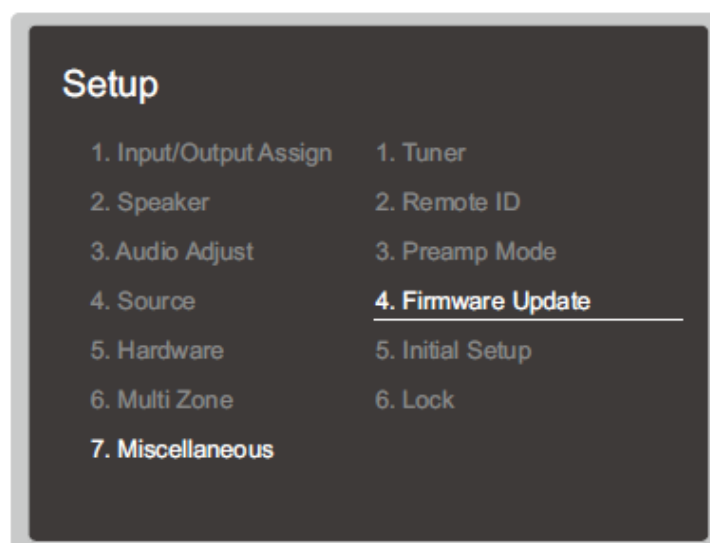 Setup
1. Input/Output Assign
2. Speaker
3. Audio Adjust
4. Source
5. Hardware
6. Multi Zone
7. Miscellaneous
1. Tuner
2. Remote ID
3. Preamp Mode
4. Firmware Update
5. Initial Setup
6. Lock